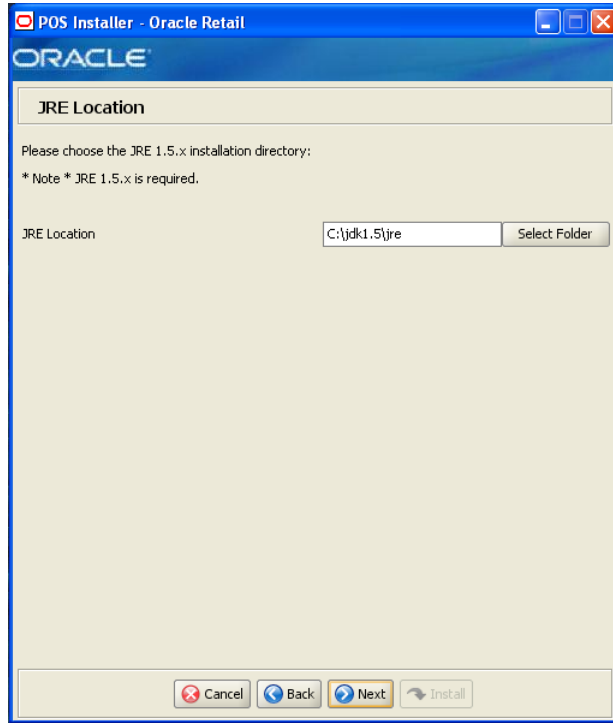 POS Installer - Oracle Retail
ORACLE
JRE Location
Please choose the JRE 1.5.x installation directory:
* Note * JRE 1.5.x is required.
JRE Location C:\jdk1.5\jre Select Folder
Cancel Back Next Install